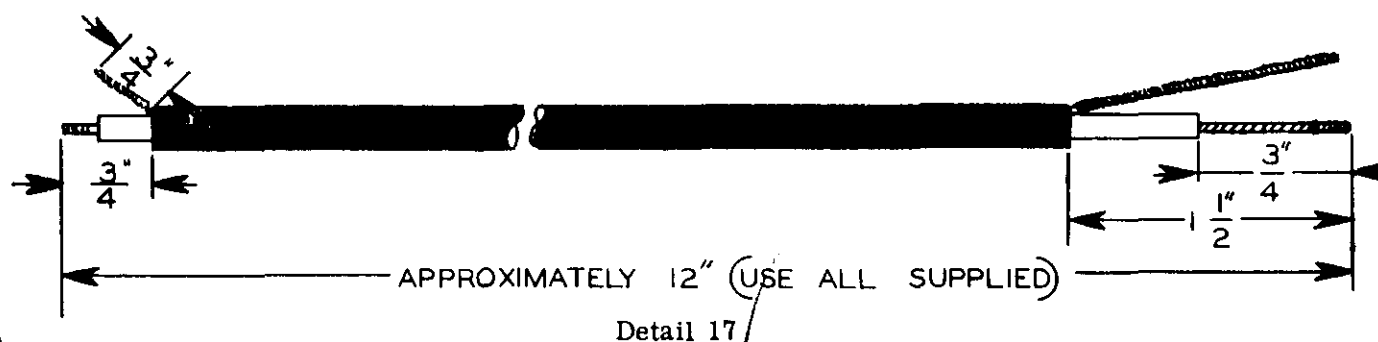 3/4"
3/4"
3/4"
1 1/2"
APPROXIMATELY 12" (USE ALL SUPPLIED)
Detail 17